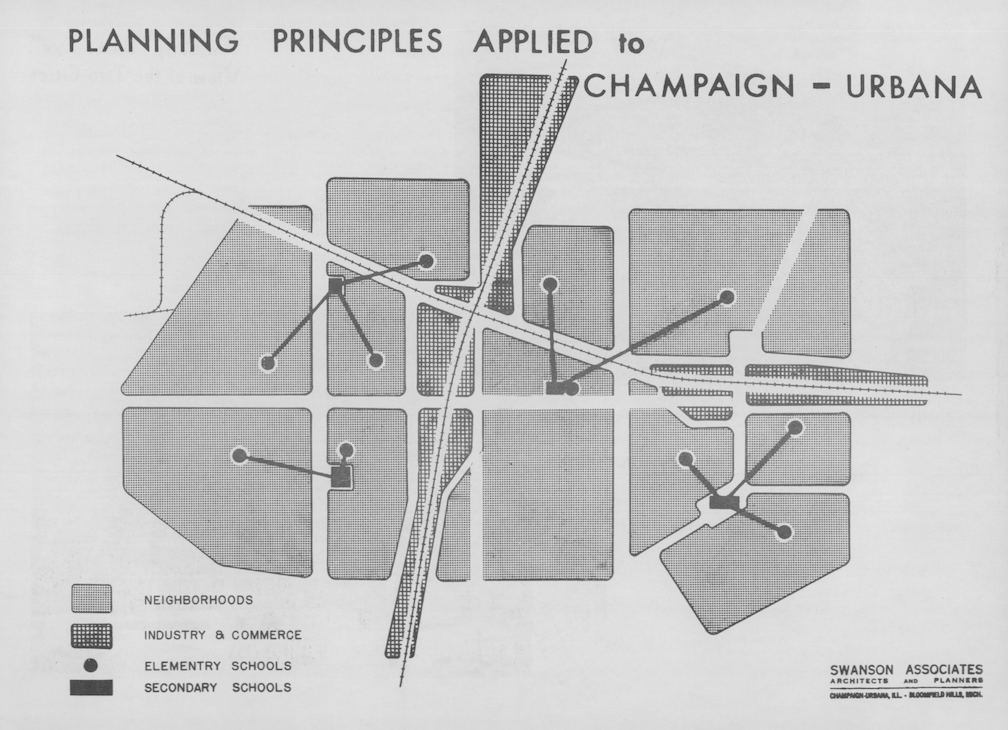 PLANNING PRINCIPLES APPLIED to
CHAMPAIGN - URBANA
NEIGHBORHOODS
INDUSTRY & COMMERCE
ELEMENTRY SCHOOLS
SECONDARY SCHOOLS
SWANSON ASSOCIATES
ARCHITECTS AND PLANNERS
CHAMPAIGN-URBANA, ILL. - BLOOMFIELD HILLS, MICH.